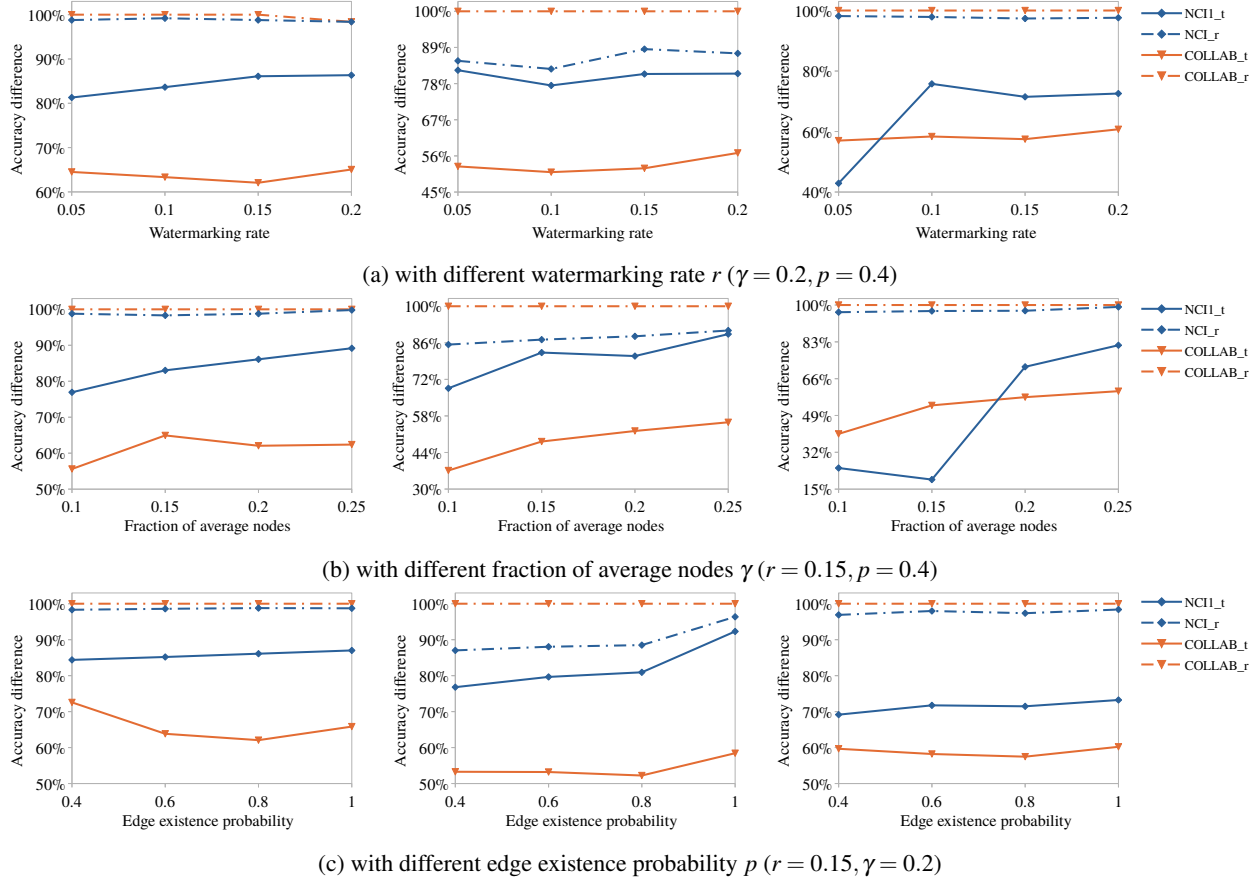 100%
90%
80%
70%
60%
Accuracy difference
0.05 0.1 0.15 0.2
Watermarking rate
100%
89%
78%
67%
56%
45%
Accuracy difference
0.05 0.1 0.15 0.2
Watermarking rate
100%
80%
60%
40%
Accuracy difference
0.05 0.1 0.15 0.2
Watermarking rate
NCI1_t
NCI_r
COLLAB_t
COLLAB_r
(a) with different watermarking rate r (γ = 0.2, p = 0.4)
100%
90%
80%
70%
60%
50%
Accuracy difference
0.1 0.15 0.2 0.25
Fraction of average nodes
100%
86%
72%
58%
44%
30%
Accuracy difference
0.1 0.15 0.2 0.25
Fraction of average nodes
100%
83%
66%
49%
32%
15%
Accuracy difference
0.1 0.15 0.2 0.25
Fraction of average nodes
NCI1_t
NCI_r
COLLAB_t
COLLAB_r
(b) with different fraction of average nodes γ (r = 0.15, p = 0.4)
100%
90%
80%
70%
60%
50%
Accuracy difference
0.4 0.6 0.8 1
Edge existence probability
100%
90%
80%
70%
60%
50%
Accuracy difference
0.4 0.6 0.8 1
Edge existence probability
100%
90%
80%
70%
60%
50%
Accuracy difference
0.4 0.6 0.8 1
Edge existence probability
NCI1_t
NCI_r
COLLAB_t
COLLAB_r
(c) with different edge existence probability p (r = 0.15, γ = 0.2)